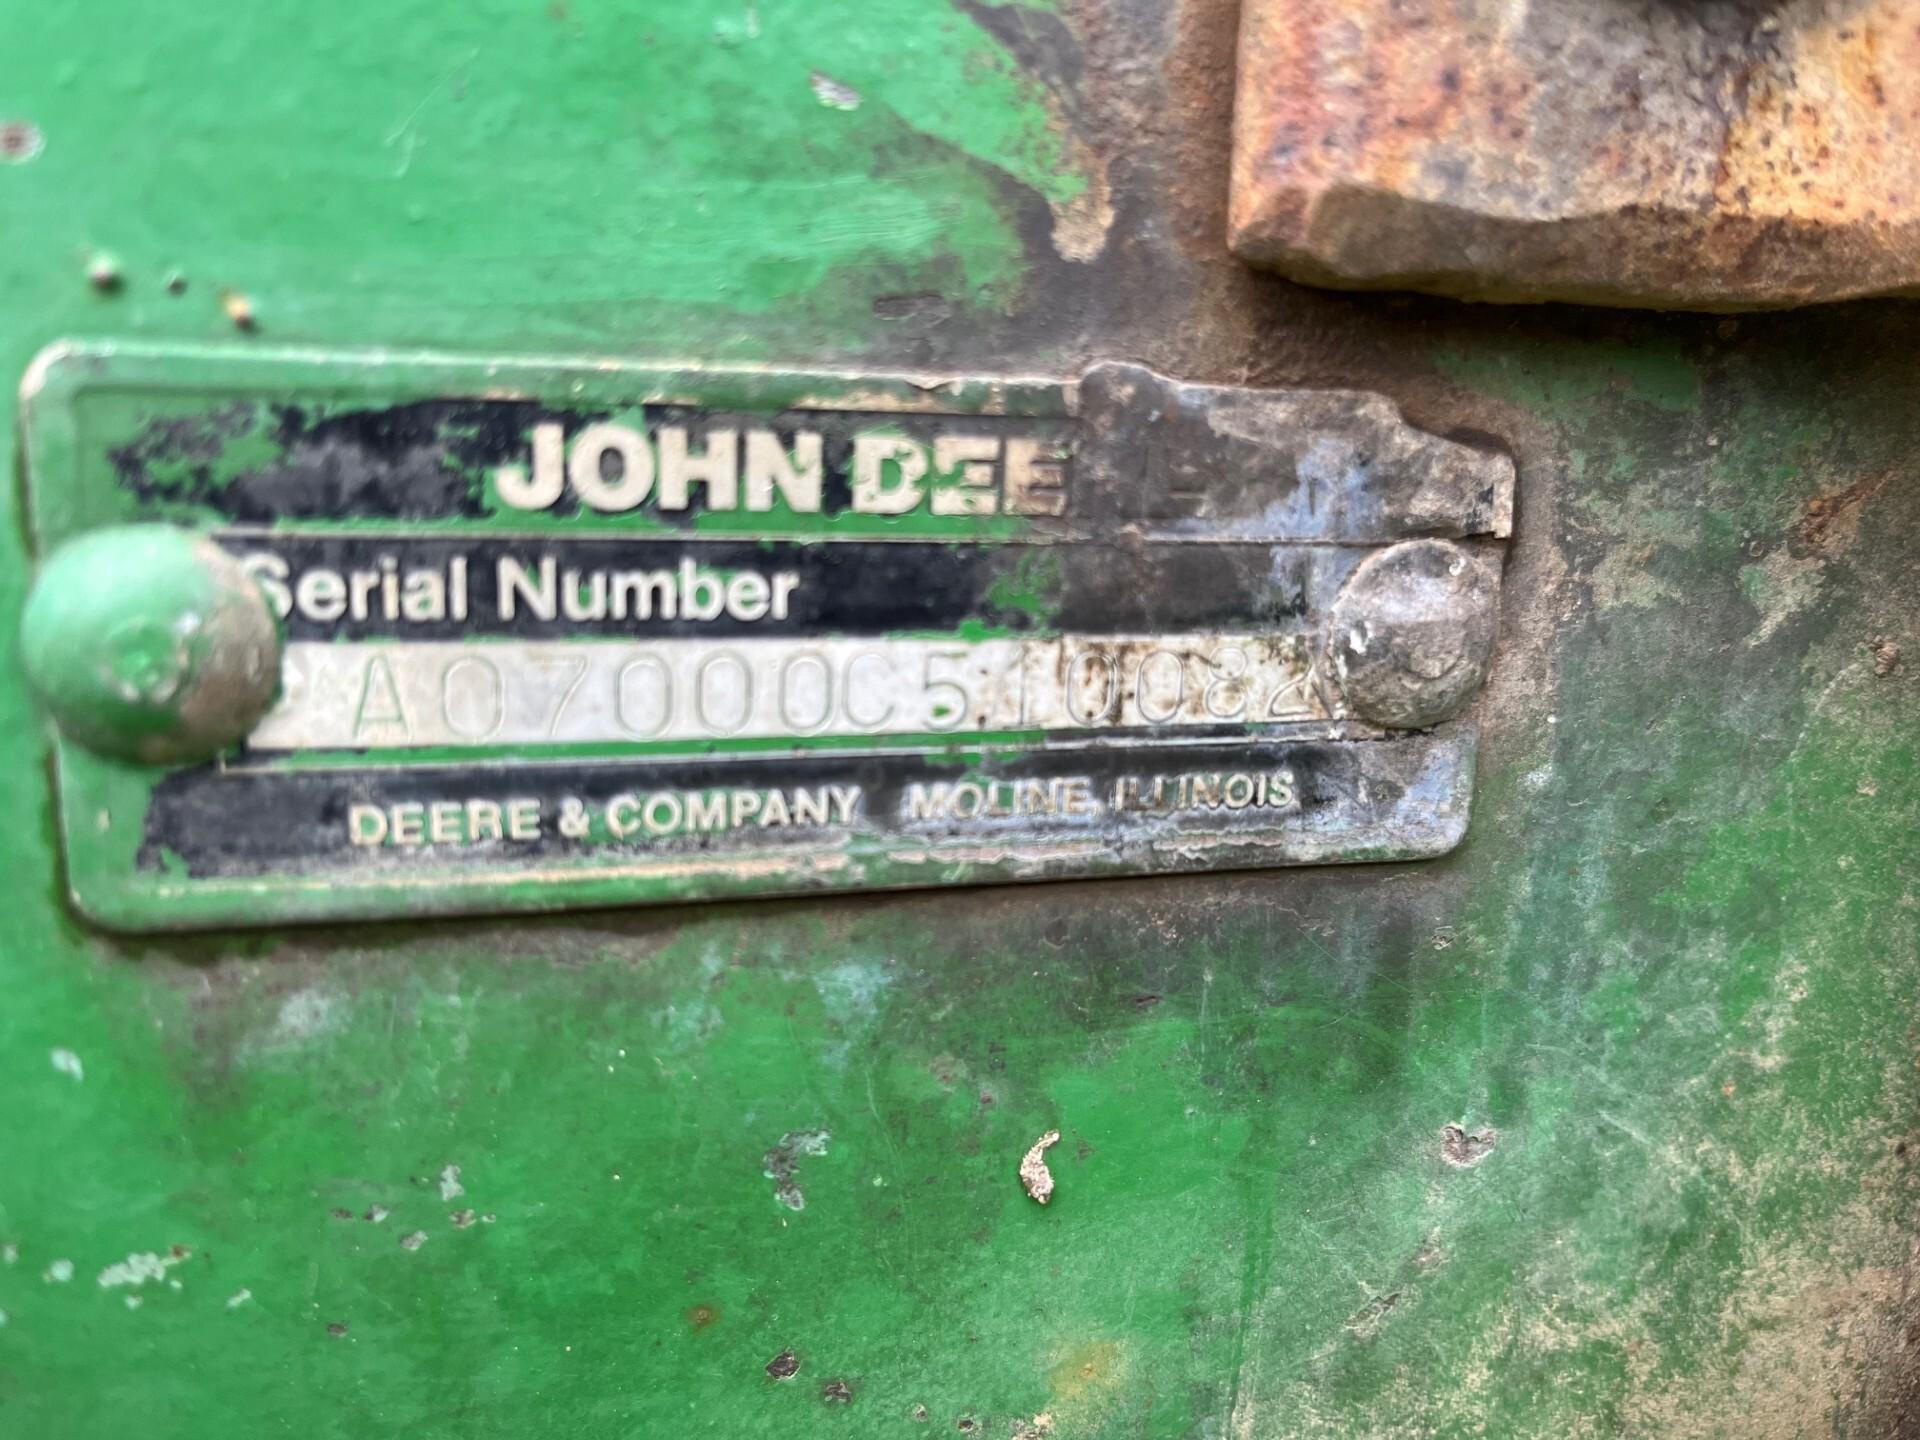 JOHN DEE
Serial Number
A07000C510082
DEERE & COMPANY MOLINE, ILLINOIS